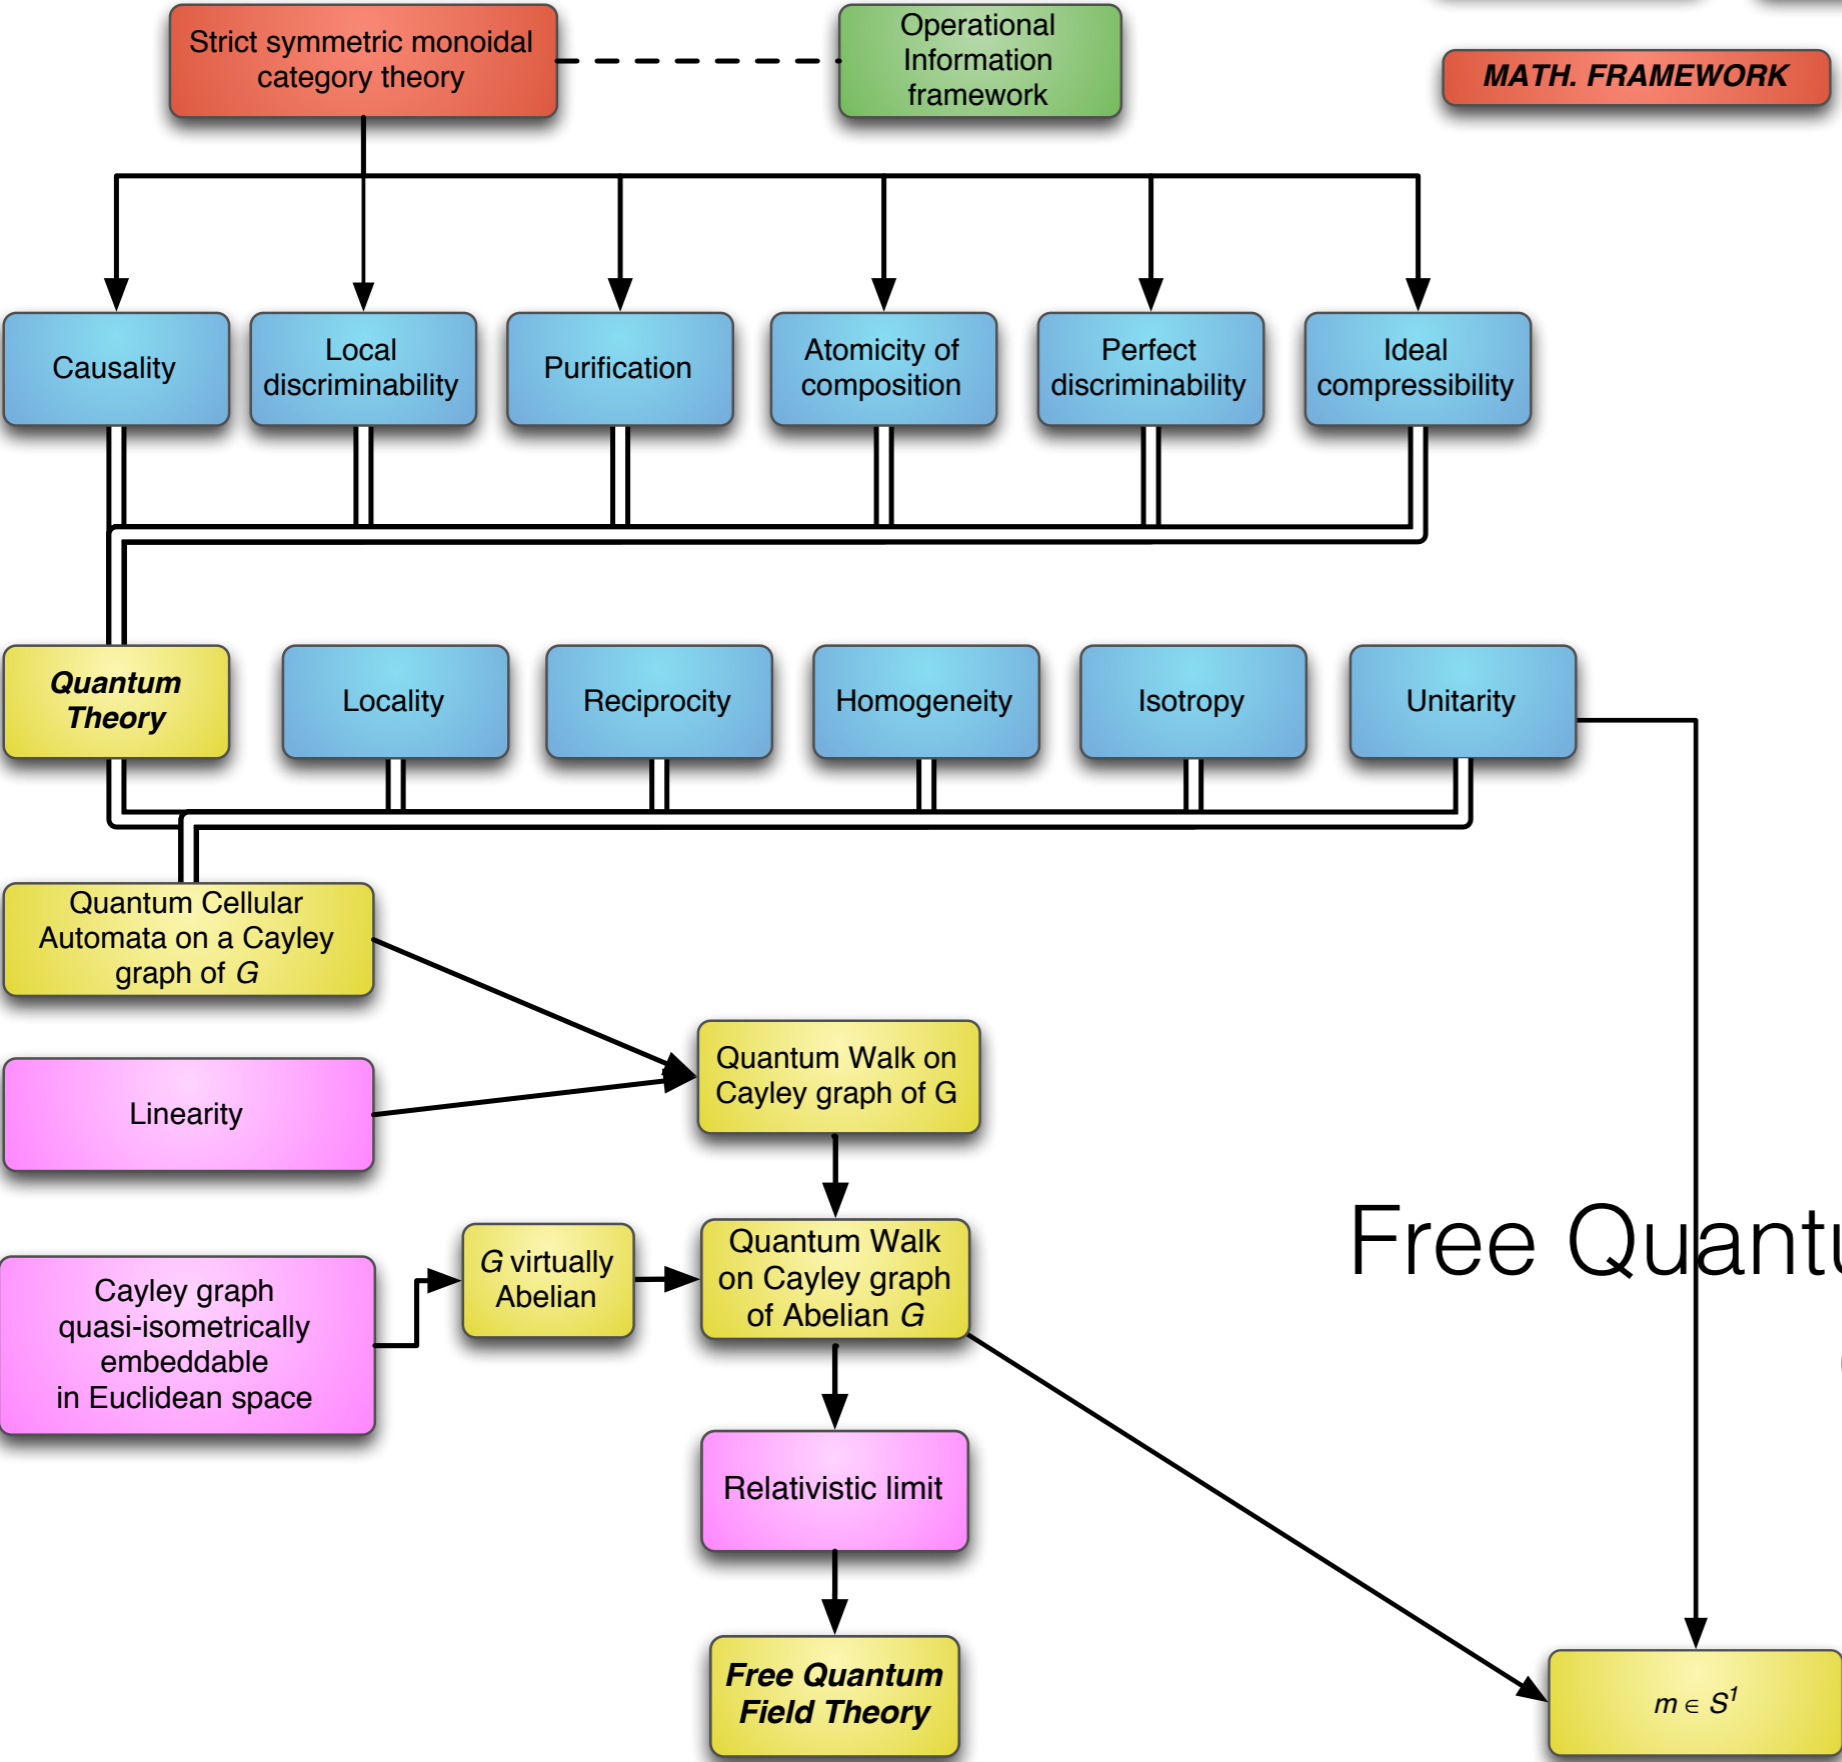 Strict symmetric monoidal
category theory
Operational
Information
framework
MATH. FRAMEWORK
Causality
Local
discriminability
Purification
Atomicity of
composition
Perfect
discriminability
Ideal
compressibility
Quantum
Theory
Locality
Reciprocity
Homogeneity
Isotropy
Unitarity
Quantum Cellular
Automata on a Cayley
graph of G
Linearity
Quantum Walk on
Cayley graph of G
Cayley graph
quasi-isometrically
embeddable
in Euclidean space
G virtually
Abelian
Quantum Walk
on Cayley graph
of Abelian G
Free Quantu
Relativistic limit
Free Quantum
Field Theory
m ∈ S¹